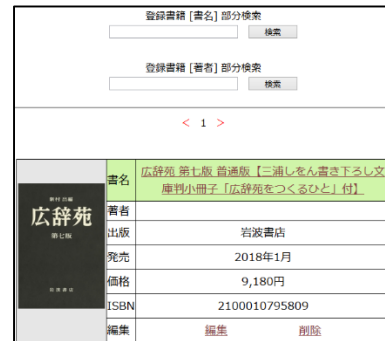 登録書籍 [書名] 部分検索
検索
登録書籍 [著者] 部分検索
検索
< 1 >
新村 出 編
広辞苑
第七版
岩波書店
書名
広辞苑 第七版 普通版【三浦しをん書き下ろし文
庫判小冊子「広辞苑をつくるひと」付】
著者
出版
岩波書店
発売
2018年1月
価格
9,180円
ISBN
2100010795809
編集
編集
削除